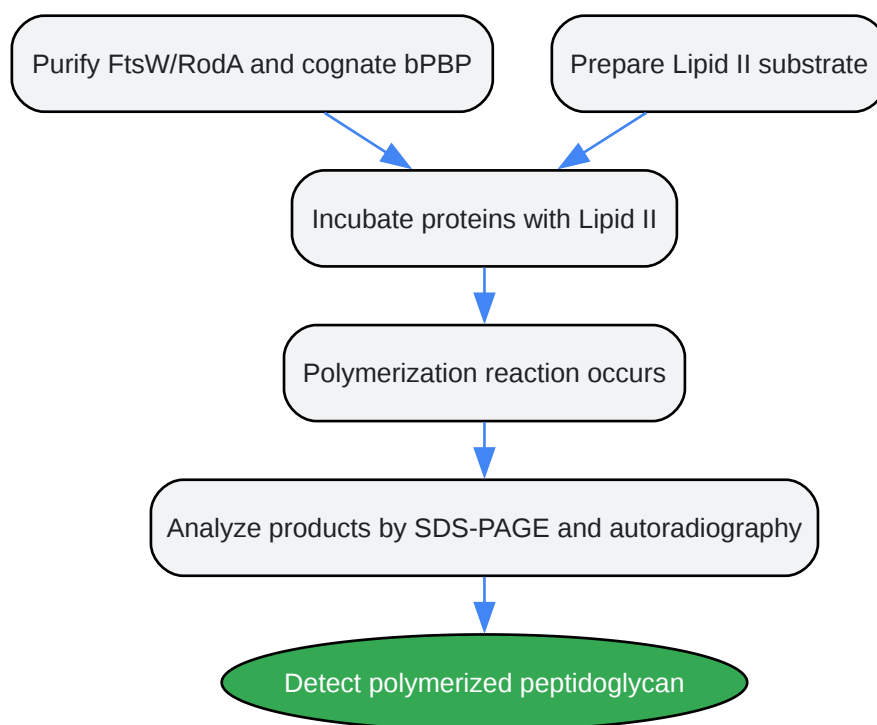 Purify FtsW/RodA and cognate bPBP
Prepare Lipid II substrate
Incubate proteins with Lipid II
Polymerization reaction occurs
Analyze products by SDS-PAGE and autoradiography
Detect polymerized peptidoglycan